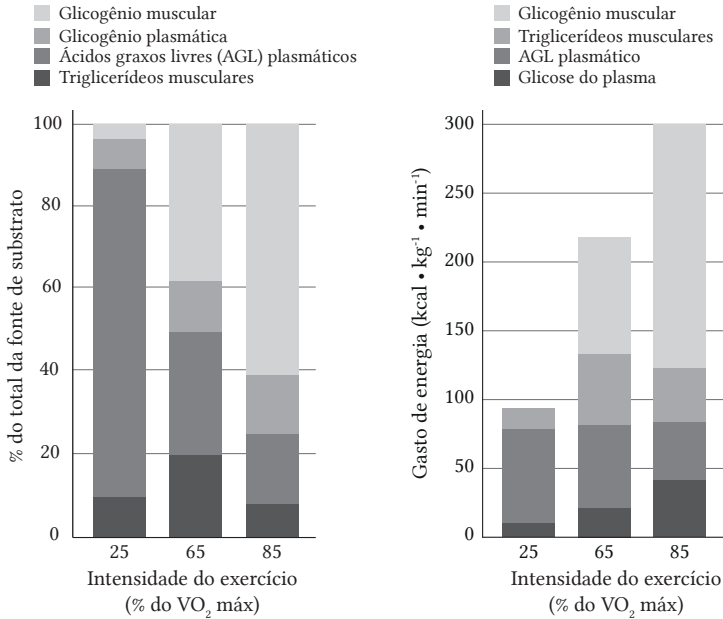 Glicogênio muscular
Glicogênio plasmática
Ácidos graxos livres (AGL) plasmáticos
Triglicerídeos musculares
100
80
60
40
20
0
% do total da fonte de substrato
25 65 85
Intensidade do exercício
(% do VO₂ máx)
Glicogênio muscular
Triglicerídeos musculares
AGL plasmático
Glicose do plasma
300
250
200
150
100
50
0
Gasto de energia (kcal • kg⁻¹ • min⁻¹)
25 65 85
Intensidade do exercício
(% do VO₂ máx)